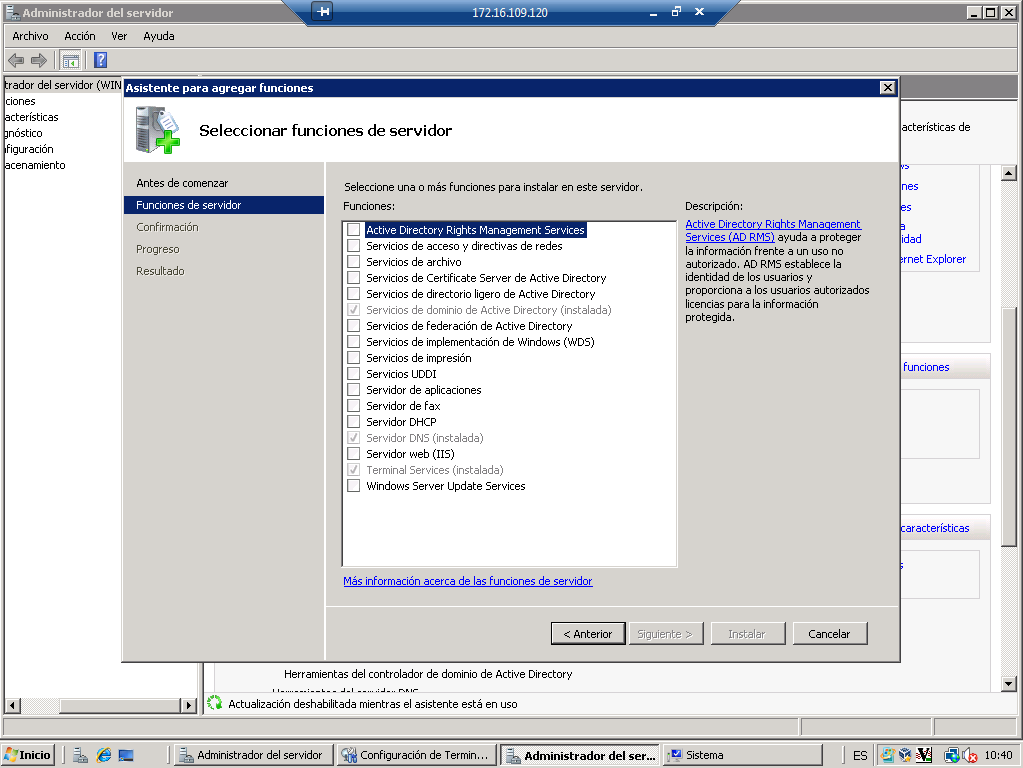 Administrador del servidor
172.16.109.120
Archivo Acción Ver Ayuda
trador del servidor (WIN
ciones
acterísticas
gnóstico
figuración
acenamiento
Asistente para agregar funciones
Seleccionar funciones de servidor
Antes de comenzar
Funciones de servidor
Confirmación
Progreso
Resultado
Seleccione una o más funciones para instalar en este servidor.
Funciones:
Active Directory Rights Management Services
Servicios de acceso y directivas de redes
Servicios de archivo
Servicios de Certificate Server de Active Directory
Servicios de directorio ligero de Active Directory
Servicios de dominio de Active Directory (instalada)
Servicios de federación de Active Directory
Servicios de implementación de Windows (WDS)
Servicios de impresión
Servicios UDDI
Servidor de aplicaciones
Servidor de fax
Servidor DHCP
Servidor DNS (instalada)
Servidor web (IIS)
Terminal Services (instalada)
Windows Server Update Services
Más información acerca de las funciones de servidor
Descripción:
Active Directory Rights Management
Services (AD RMS) ayuda a proteger
la información frente a un uso no
autorizado. AD RMS establece la
identidad de los usuarios y
proporciona a los usuarios autorizados
licencias para la información
protegida.
< Anterior Siguiente > Instalar Cancelar
acterísticas de
nes
es
a
idad
ernet Explorer
funciones
características
s
Herramientas del controlador de dominio de Active Directory
Herramientas del servidor DNS
Actualización deshabilitada mientras el asistente está en uso
Inicio
Administrador del servidor
Configuración de Termin...
Administrador del ser...
Sistema
ES
10:40